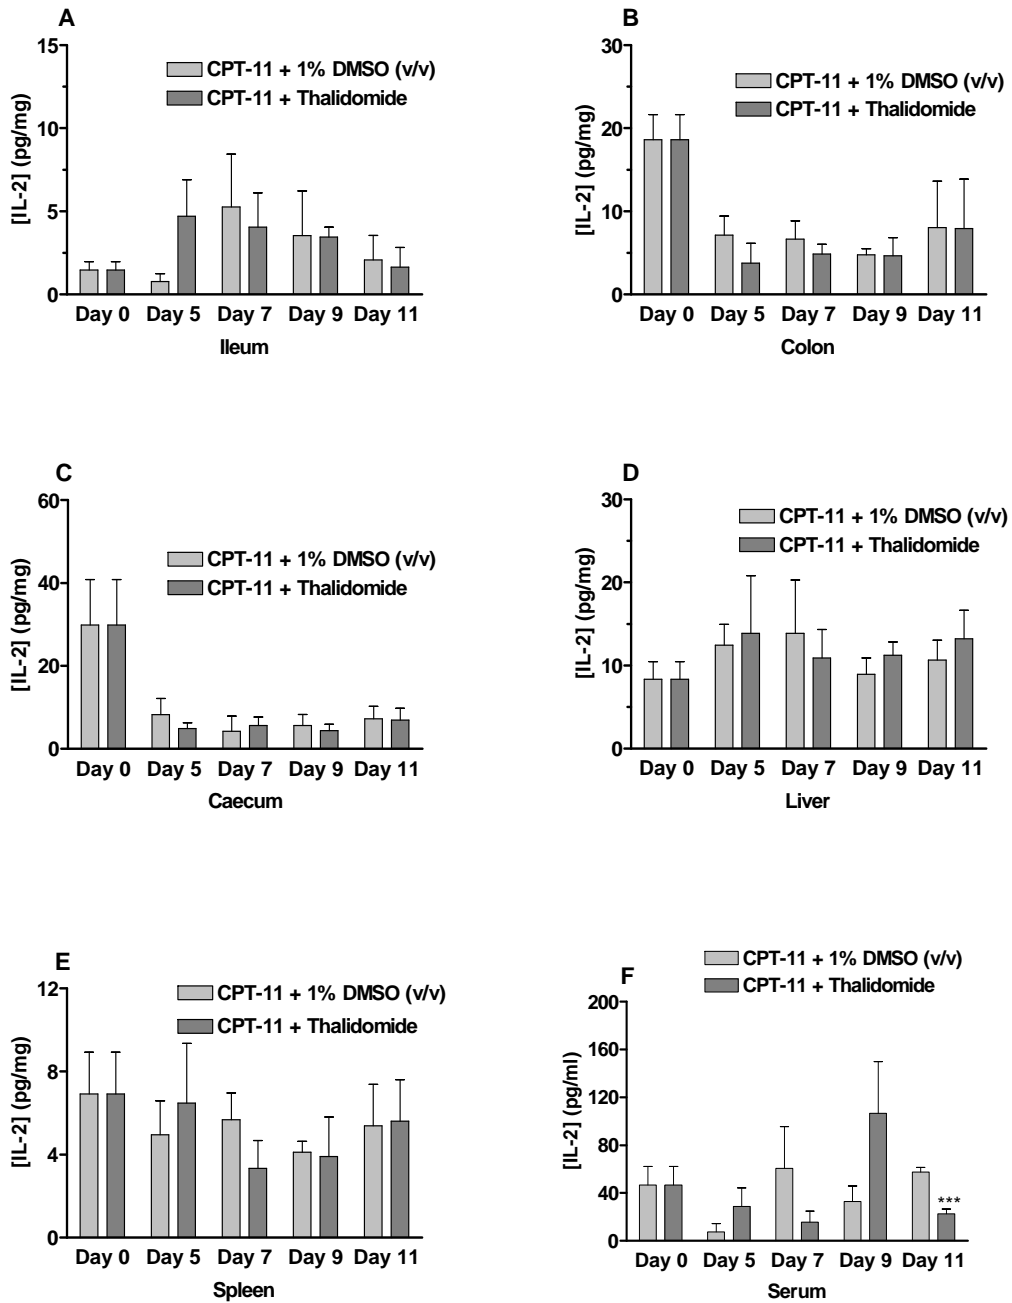 A
[IL-2] (pg/mg)
15
10
5
0
CPT-11 + 1% DMSO (v/v)
CPT-11 + Thalidomide
Day 0 Day 5 Day 7 Day 9 Day 11
Ileum
B
[IL-2] (pg/mg)
30
20
10
0
CPT-11 + 1% DMSO (v/v)
CPT-11 + Thalidomide
Day 0 Day 5 Day 7 Day 9 Day 11
Colon
C
[IL-2] (pg/mg)
60
40
20
0
CPT-11 + 1% DMSO (v/v)
CPT-11 + Thalidomide
Day 0 Day 5 Day 7 Day 9 Day 11
Caecum
D
[IL-2] (pg/mg)
30
20
10
0
CPT-11 + 1% DMSO (v/v)
CPT-11 + Thalidomide
Day 0 Day 5 Day 7 Day 9 Day 11
Liver
E
[IL-2] (pg/mg)
12
8
4
0
CPT-11 + 1% DMSO (v/v)
CPT-11 + Thalidomide
Day 0 Day 5 Day 7 Day 9 Day 11
Spleen
F
[IL-2] (pg/ml)
200
160
120
80
40
0
CPT-11 + 1% DMSO (v/v)
CPT-11 + Thalidomide
***
Day 0 Day 5 Day 7 Day 9 Day 11
Serum